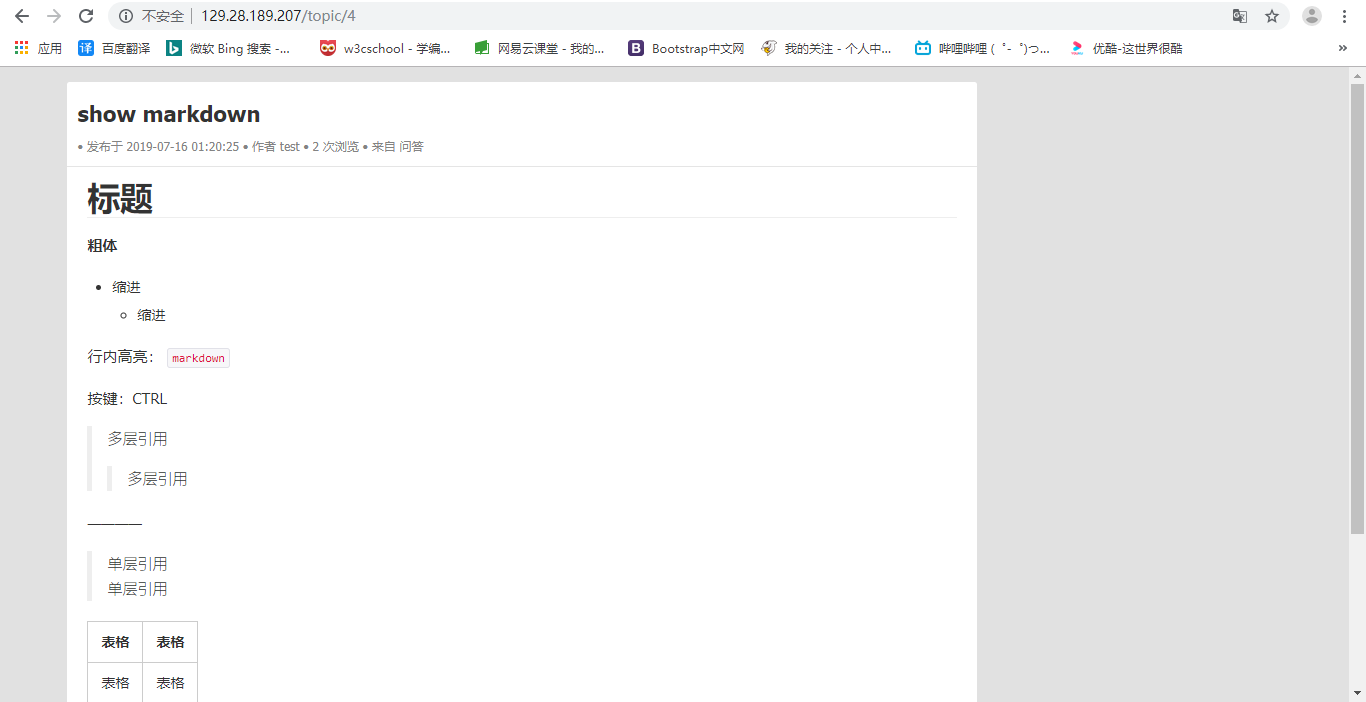 不安全 129.28.189.207/topic/4
应用 译 百度翻译 微软 Bing 搜索 -... w3cschool - 学编... 网易云课堂 - 我的... B Bootstrap中文网 我的关注 - 个人中... 哔哩哔哩 ( ゜- ゜)つ... 优酷-这世界很酷 »
show markdown
• 发布于 2019-07-16 01:20:25 • 作者 test • 2 次浏览 • 来自 问答
标题
粗体
• 缩进
◦ 缩进
行内高亮： markdown
按键：CTRL
多层引用
多层引用
————
单层引用
单层引用
表格 表格
表格 表格